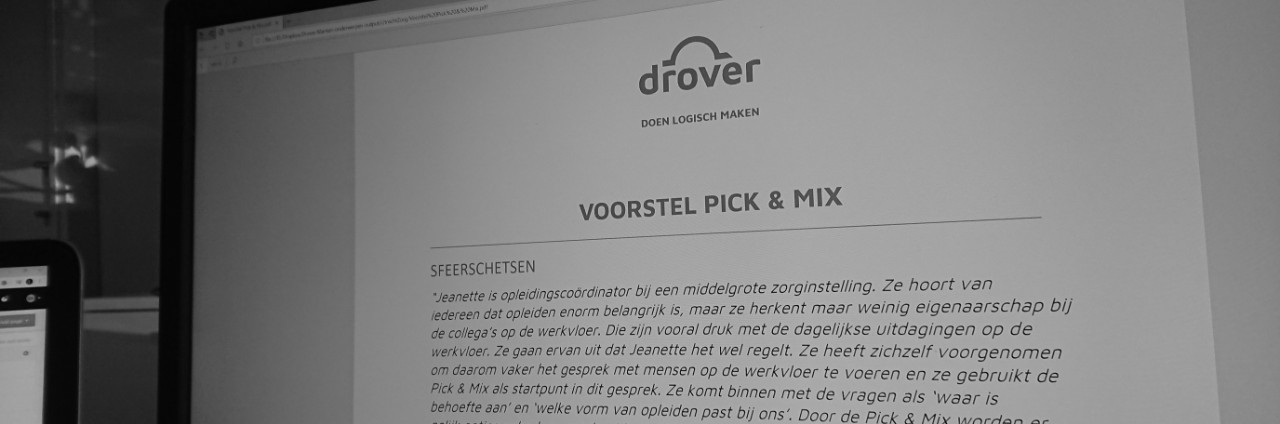 drover
DOEN LOGISCH MAKEN
VOORSTEL PICK & MIX
SFEERSCHETSEN
"Jeanette is opleidingscoördinator bij een middelgrote zorginstelling. Ze hoort van
iedereen dat opleiden enorm belangrijk is, maar ze herkent maar weinig eigenaarschap bij
de collega's op de werkvloer. Die zijn vooral druk met de dagelijkse uitdagingen op de
werkvloer. Ze gaan ervan uit dat Jeanette het wel regelt. Ze heeft zichzelf voorgenomen
om daarom vaker het gesprek met mensen op de werkvloer te voeren en ze gebruikt de
Pick & Mix als startpunt in dit gesprek. Ze komt binnen met de vragen als 'waar is
behoefte aan' en 'welke vorm van opleiden past bij ons'. Door de Pick & Mix worden er